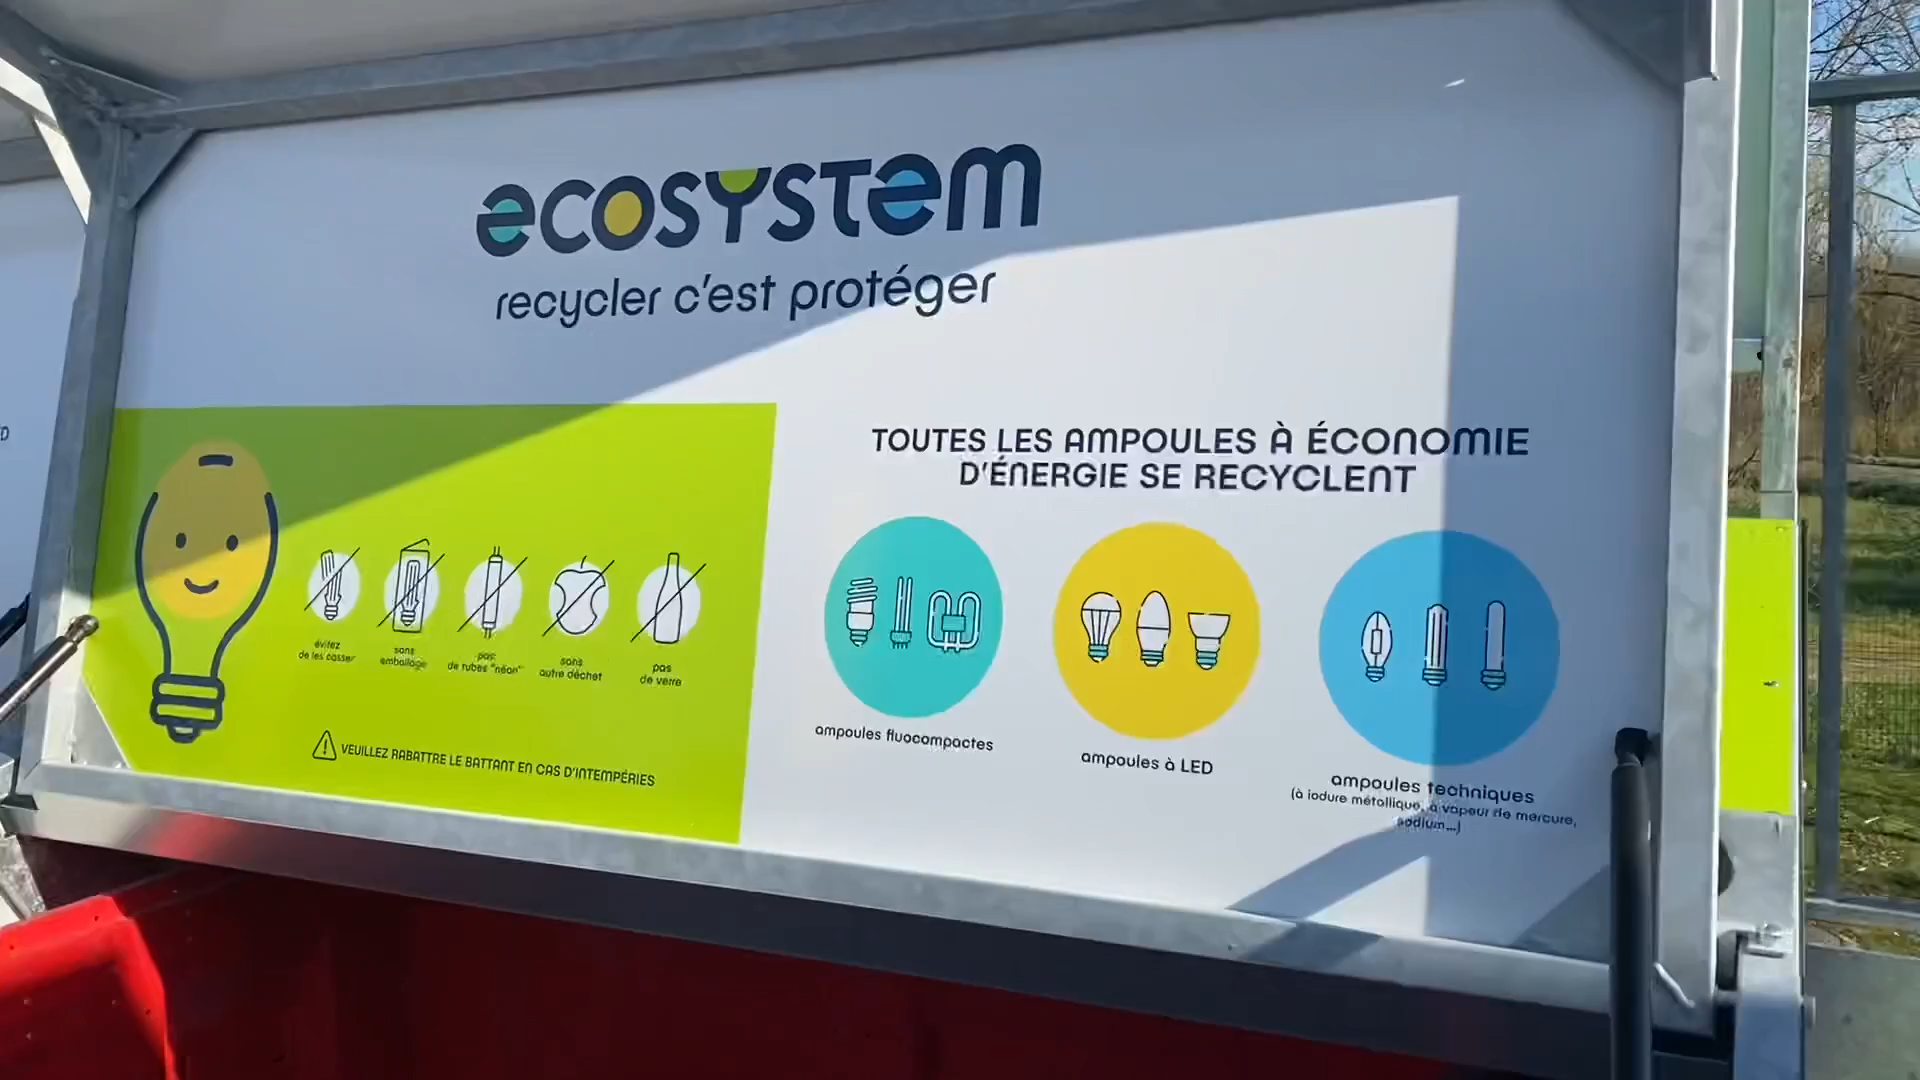 ecosystem
recycler c'est protéger
TOUTES LES AMPOULES À ÉCONOMIE
D'ÉNERGIE SE RECYCLENT
évitez
de les casser
sans
emballage
pas
de tubes "néon"
sans
autre déchet
pas
de verre
VEUILLEZ RABATTRE LE BATTANT EN CAS D'INTEMPÉRIES
ampoules fluocompactes
ampoules à LED
ampoules techniques
(à iodure métallique, à vapeur de mercure,
sodium...)